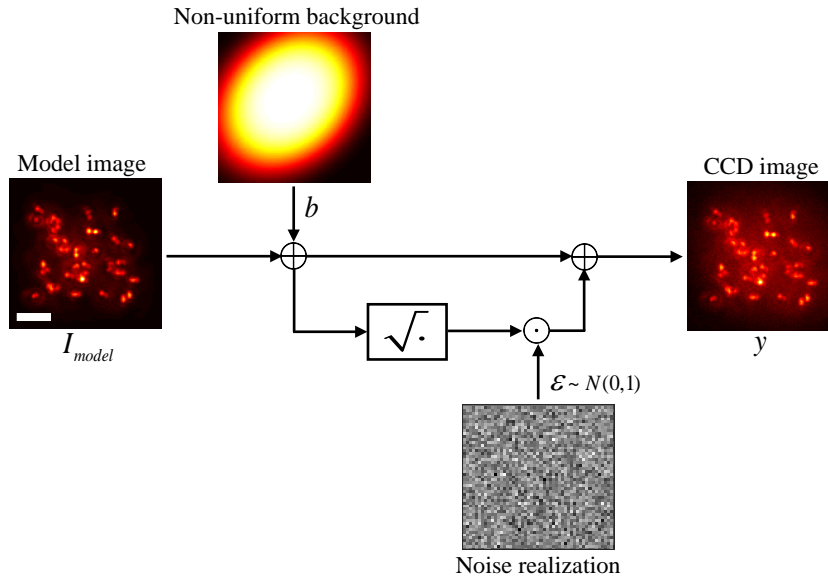 Non-uniform background
Model image
CCD image
b
√.
I_model
y
ε ~ N(0,1)
Noise realization